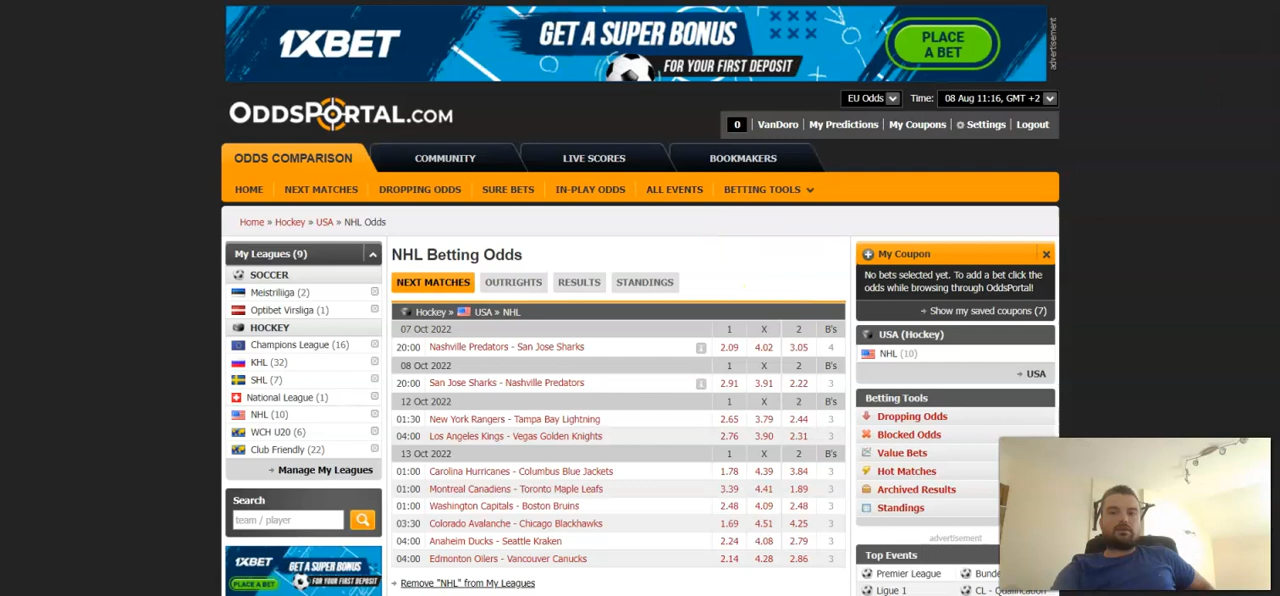 1XBET
GET A SUPER BONUS
FOR YOUR FIRST DEPOSIT
PLACE
A BET
advertisement
ODDSPORTAL.COM
EU Odds
Time: 08 Aug 11:16, GMT +2
0 VanDoro My Predictions My Coupons Settings Logout
ODDS COMPARISON COMMUNITY LIVE SCORES BOOKMAKERS
HOME NEXT MATCHES DROPPING ODDS SURE BETS IN-PLAY ODDS ALL EVENTS BETTING TOOLS
Home » Hockey » USA » NHL Odds
My Leagues (9)
SOCCER
Meistriliiga (2)
Optibet Virsliga (1)
HOCKEY
Champions League (16)
KHL (32)
SHL (7)
National League (1)
NHL (10)
WCH U20 (6)
Club Friendly (22)
Manage My Leagues
Search
team / player
1XBET
GET A SUPER BONUS
PLACE A BET
FOR YOUR FIRST DEPOSIT
NHL Betting Odds
NEXT MATCHES OUTRIGHTS RESULTS STANDINGS
Hockey » USA » NHL
07 Oct 2022 1 X 2 B's
20:00 Nashville Predators - San Jose Sharks i 2.09 4.02 3.05 4
08 Oct 2022 1 X 2 B's
20:00 San Jose Sharks - Nashville Predators i 2.91 3.91 2.22 3
12 Oct 2022 1 X 2 B's
01:30 New York Rangers - Tampa Bay Lightning 2.65 3.79 2.44 3
04:00 Los Angeles Kings - Vegas Golden Knights 2.76 3.90 2.31 3
13 Oct 2022 1 X 2 B's
01:00 Carolina Hurricanes - Columbus Blue Jackets 1.78 4.39 3.84 3
01:00 Montreal Canadiens - Toronto Maple Leafs 3.39 4.41 1.89 3
01:00 Washington Capitals - Boston Bruins 2.48 4.09 2.48 3
03:30 Colorado Avalanche - Chicago Blackhawks 1.69 4.51 4.25 3
04:00 Anaheim Ducks - Seattle Kraken 2.24 4.08 2.79 3
04:00 Edmonton Oilers - Vancouver Canucks 2.14 4.28 2.86 3
Remove "NHL" from My Leagues
My Coupon
No bets selected yet. To add a bet click the
odds while browsing through OddsPortal!
Show my saved coupons (7)
USA (Hockey)
NHL (10)
USA
Betting Tools
Dropping Odds
Blocked Odds
Value Bets
Hot Matches
Archived Results
Standings
advertisement
Top Events
Premier League
Ligue 1 CL - Qualification